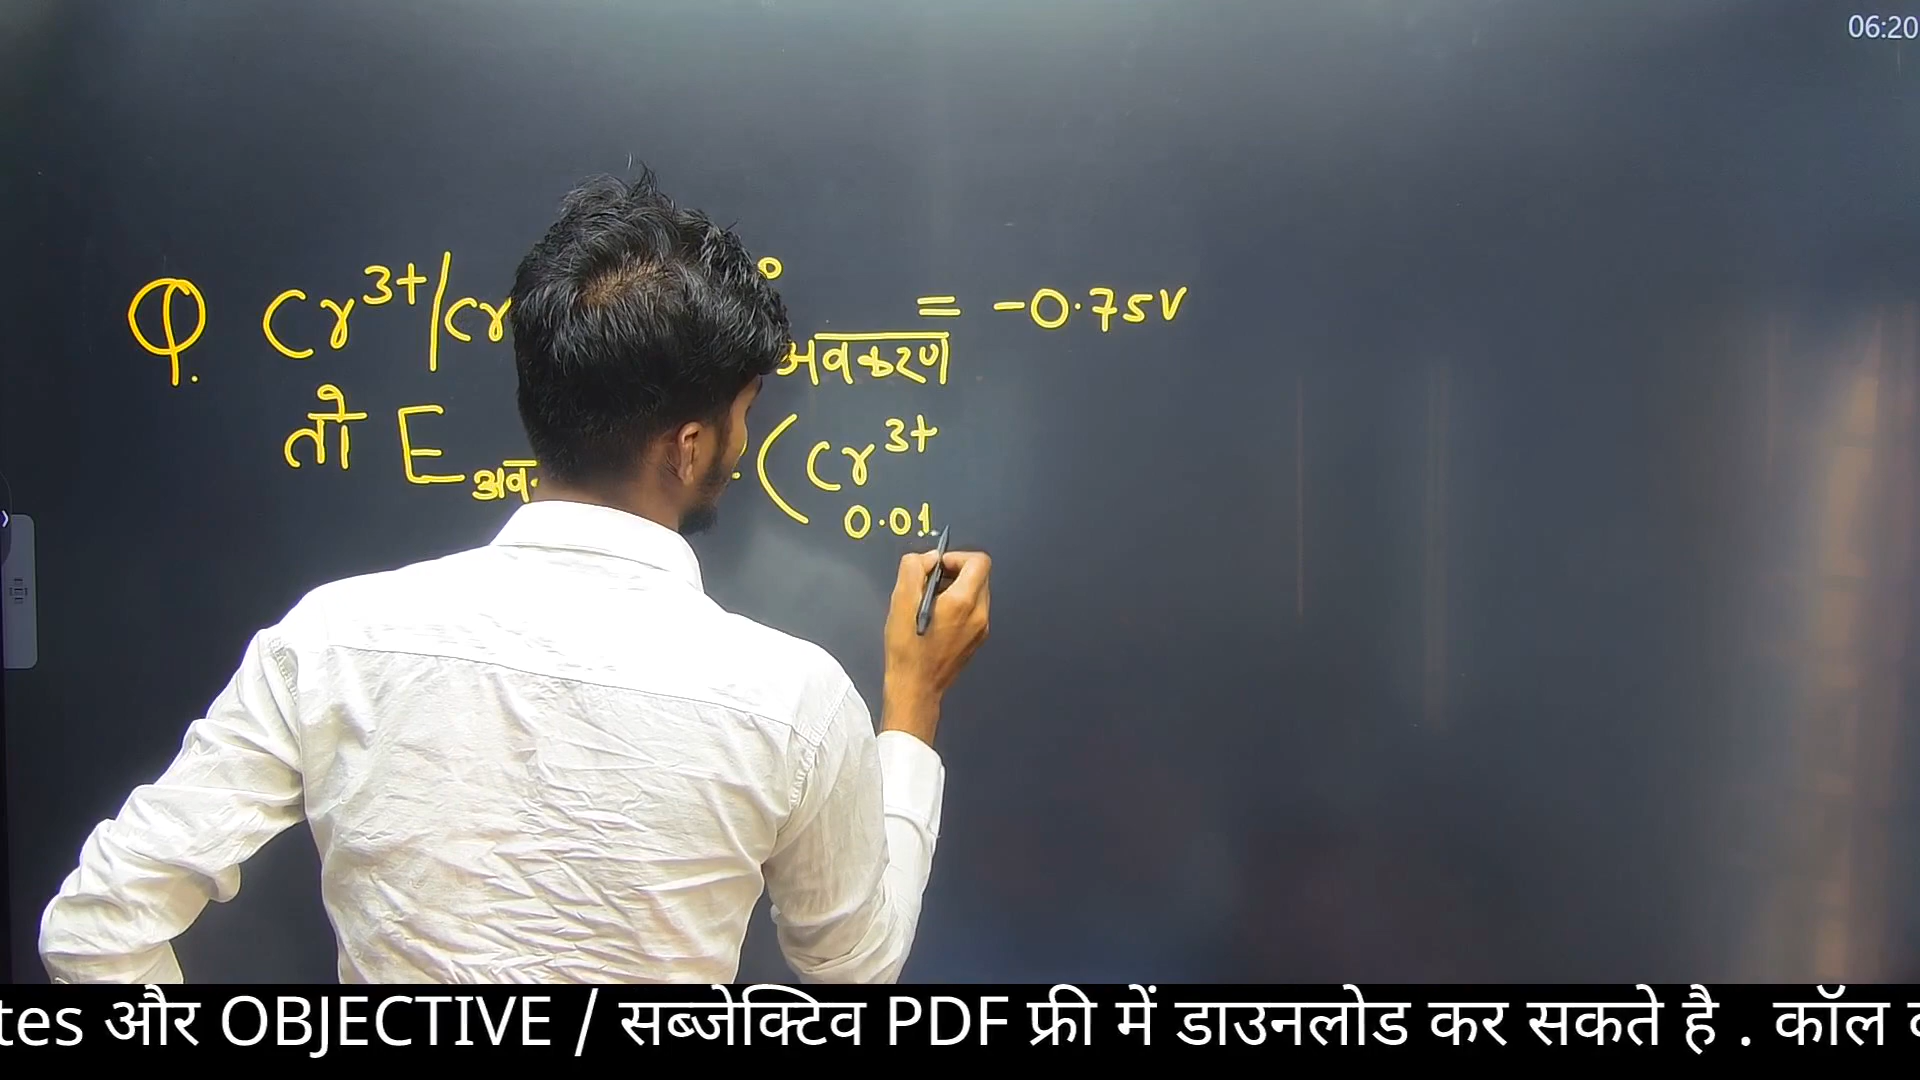 06:20
Q. Cr³⁺/Cr ° अवकरण = -0.75V
तो E अव (Cr³⁺
0.01
tes और OBJECTIVE / सब्जेक्टिव PDF फ्री में डाउनलोड कर सकते है . कॉल